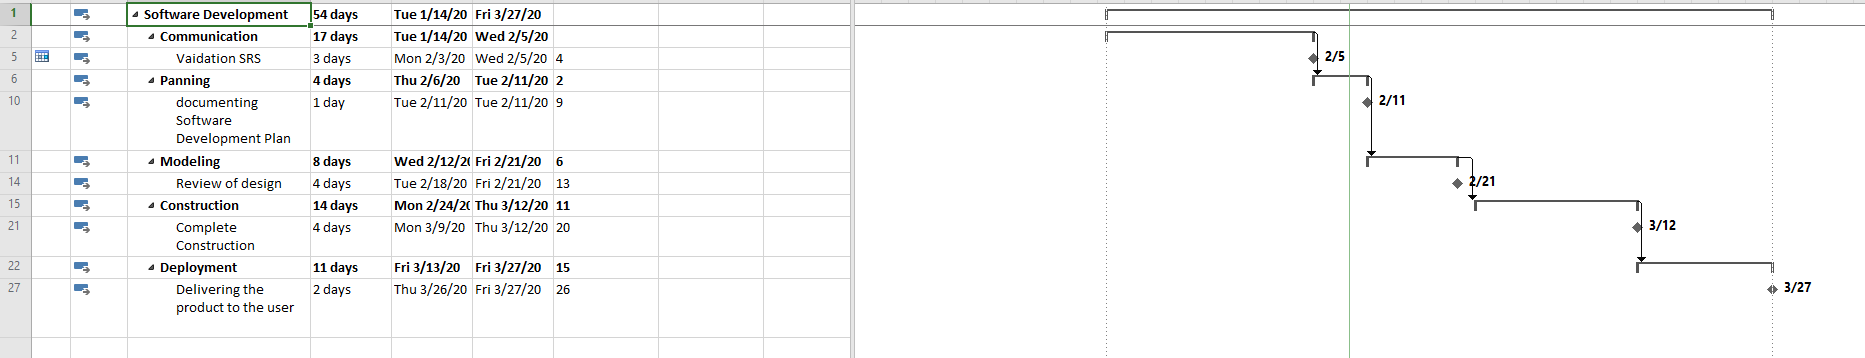 1 Software Development 54 days Tue 1/14/20 Fri 3/27/20
2 Communication 17 days Tue 1/14/20 Wed 2/5/20
5 Vaidation SRS 3 days Mon 2/3/20 Wed 2/5/20 4 2/5
6 Panning 4 days Thu 2/6/20 Tue 2/11/20 2
10 documenting 1 day Tue 2/11/20 Tue 2/11/20 9 2/11
Software
Development Plan
11 Modeling 8 days Wed 2/12/20 Fri 2/21/20 6
14 Review of design 4 days Tue 2/18/20 Fri 2/21/20 13 2/21
15 Construction 14 days Mon 2/24/20 Thu 3/12/20 11
21 Complete 4 days Mon 3/9/20 Thu 3/12/20 20 3/12
Construction
22 Deployment 11 days Fri 3/13/20 Fri 3/27/20 15
27 Delivering the 2 days Thu 3/26/20 Fri 3/27/20 26 3/27
product to the user